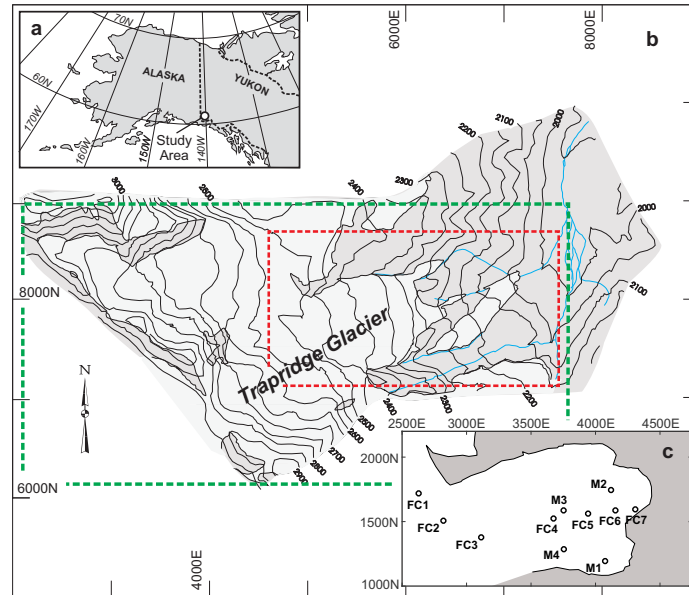 6000E
8000E
a
b
70N
60N
ALASKA
YUKON
170W
160W
150W
140W
Study
Area
2000
2100
2200
2300
2400
2800
3000
2000
2100
8000N
Trapridge Glacier
N
2400
2300
2200
2500
2600
2700
2800
2900
6000N
4000E
2500E
3000E
3500E
4000E
4500E
c
2000N
1500N
1000N
FC1
FC2
FC3
FC4
FC5
FC6
FC7
M1
M2
M3
M4